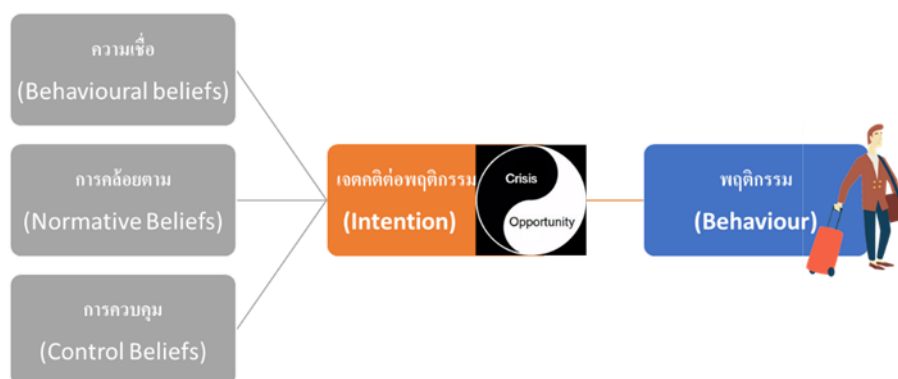 ความเชื่อ
(Behavioural beliefs)
การคล้อยตาม
(Normative Beliefs)
การควบคุม
(Control Beliefs)
เจตคติต่อพฤติกรรม
(Intention)
Crisis
Opportunity
พฤติกรรม
(Behaviour)